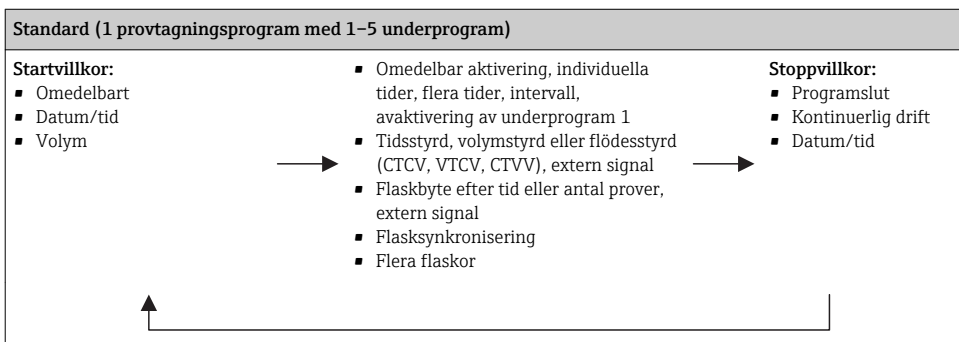 Standard (1 provtagningsprogram med 1–5 underprogram)
Startvillkor:
▪ Omedelbart
▪ Datum/tid
▪ Volym
▪ Omedelbar aktivering, individuella
tider, flera tider, intervall,
avaktivering av underprogram 1
▪ Tidsstyrd, volymstyrd eller flödesstyrd
(CTCV, VTCV, CTVV), extern signal
▪ Flaskbyte efter tid eller antal prover,
extern signal
▪ Flasksynkronisering
▪ Flera flaskor
Stoppvillkor:
▪ Programslut
▪ Kontinuerlig drift
▪ Datum/tid